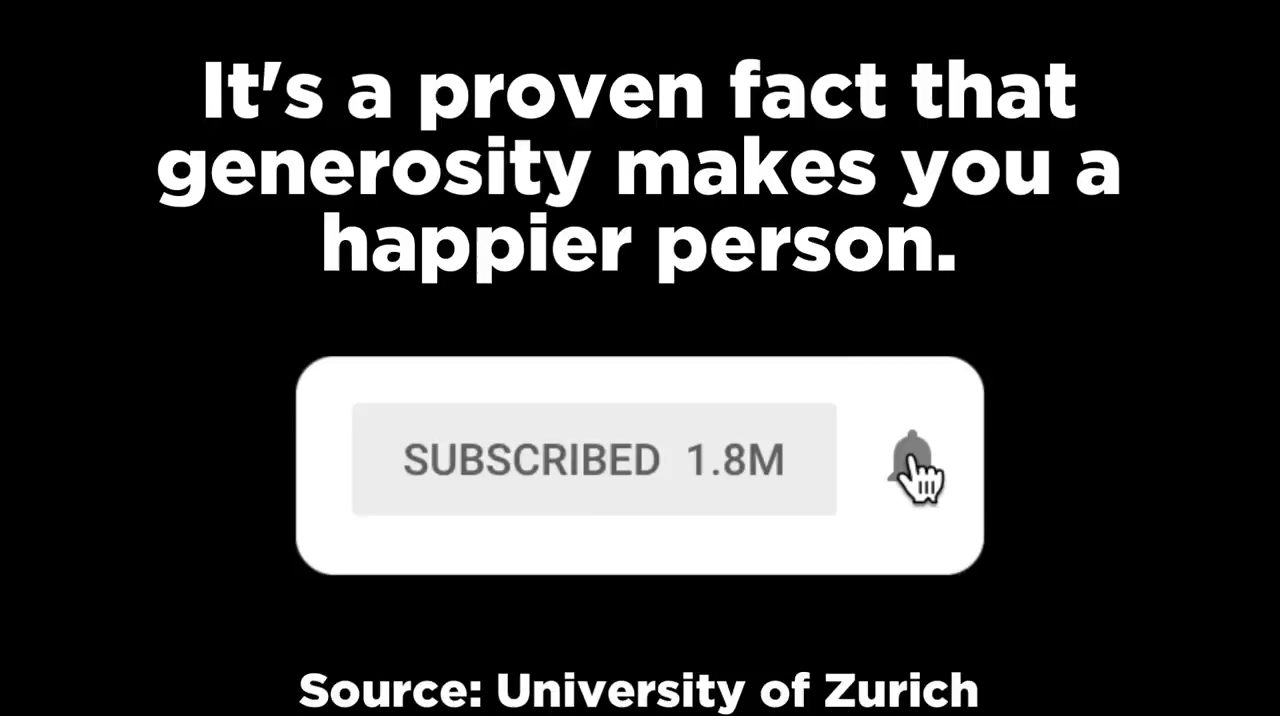 It's a proven fact that
generosity makes you a
happier person.
SUBSCRIBED 1.8M
Source: University of Zurich